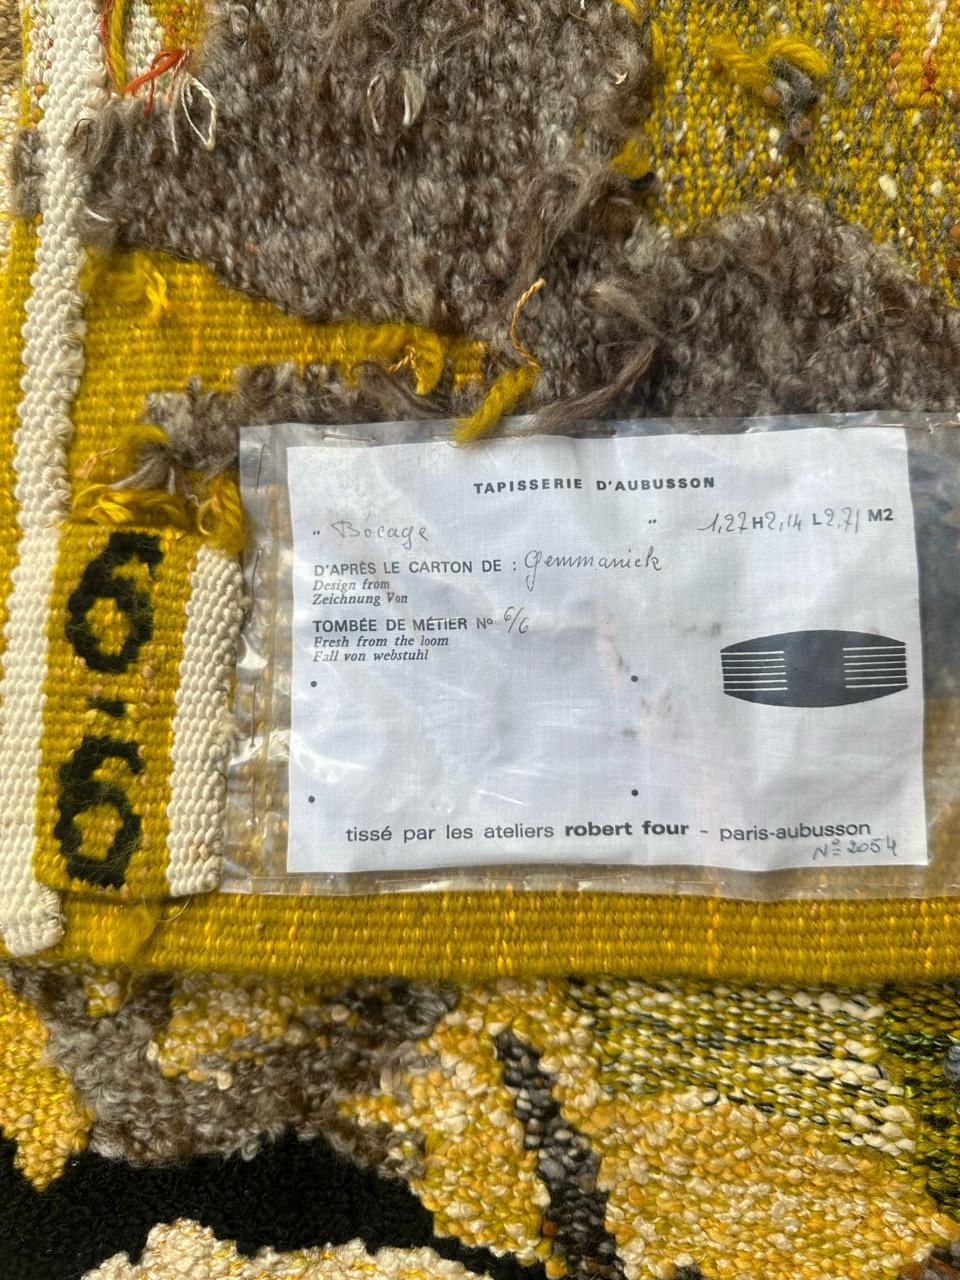 TAPISSERIE D'AUBUSSON
" Bocage " 1,27 H 2,14 L 2,71 M2
D'APRÈS LE CARTON DE : Gemmanick
Design from
Zeichnung Von
TOMBÉE DE MÉTIER No 6/6
Fresh from the loom
Fall von webstuhl
tissé par les ateliers robert four - paris-aubusson
No 2054
6-6